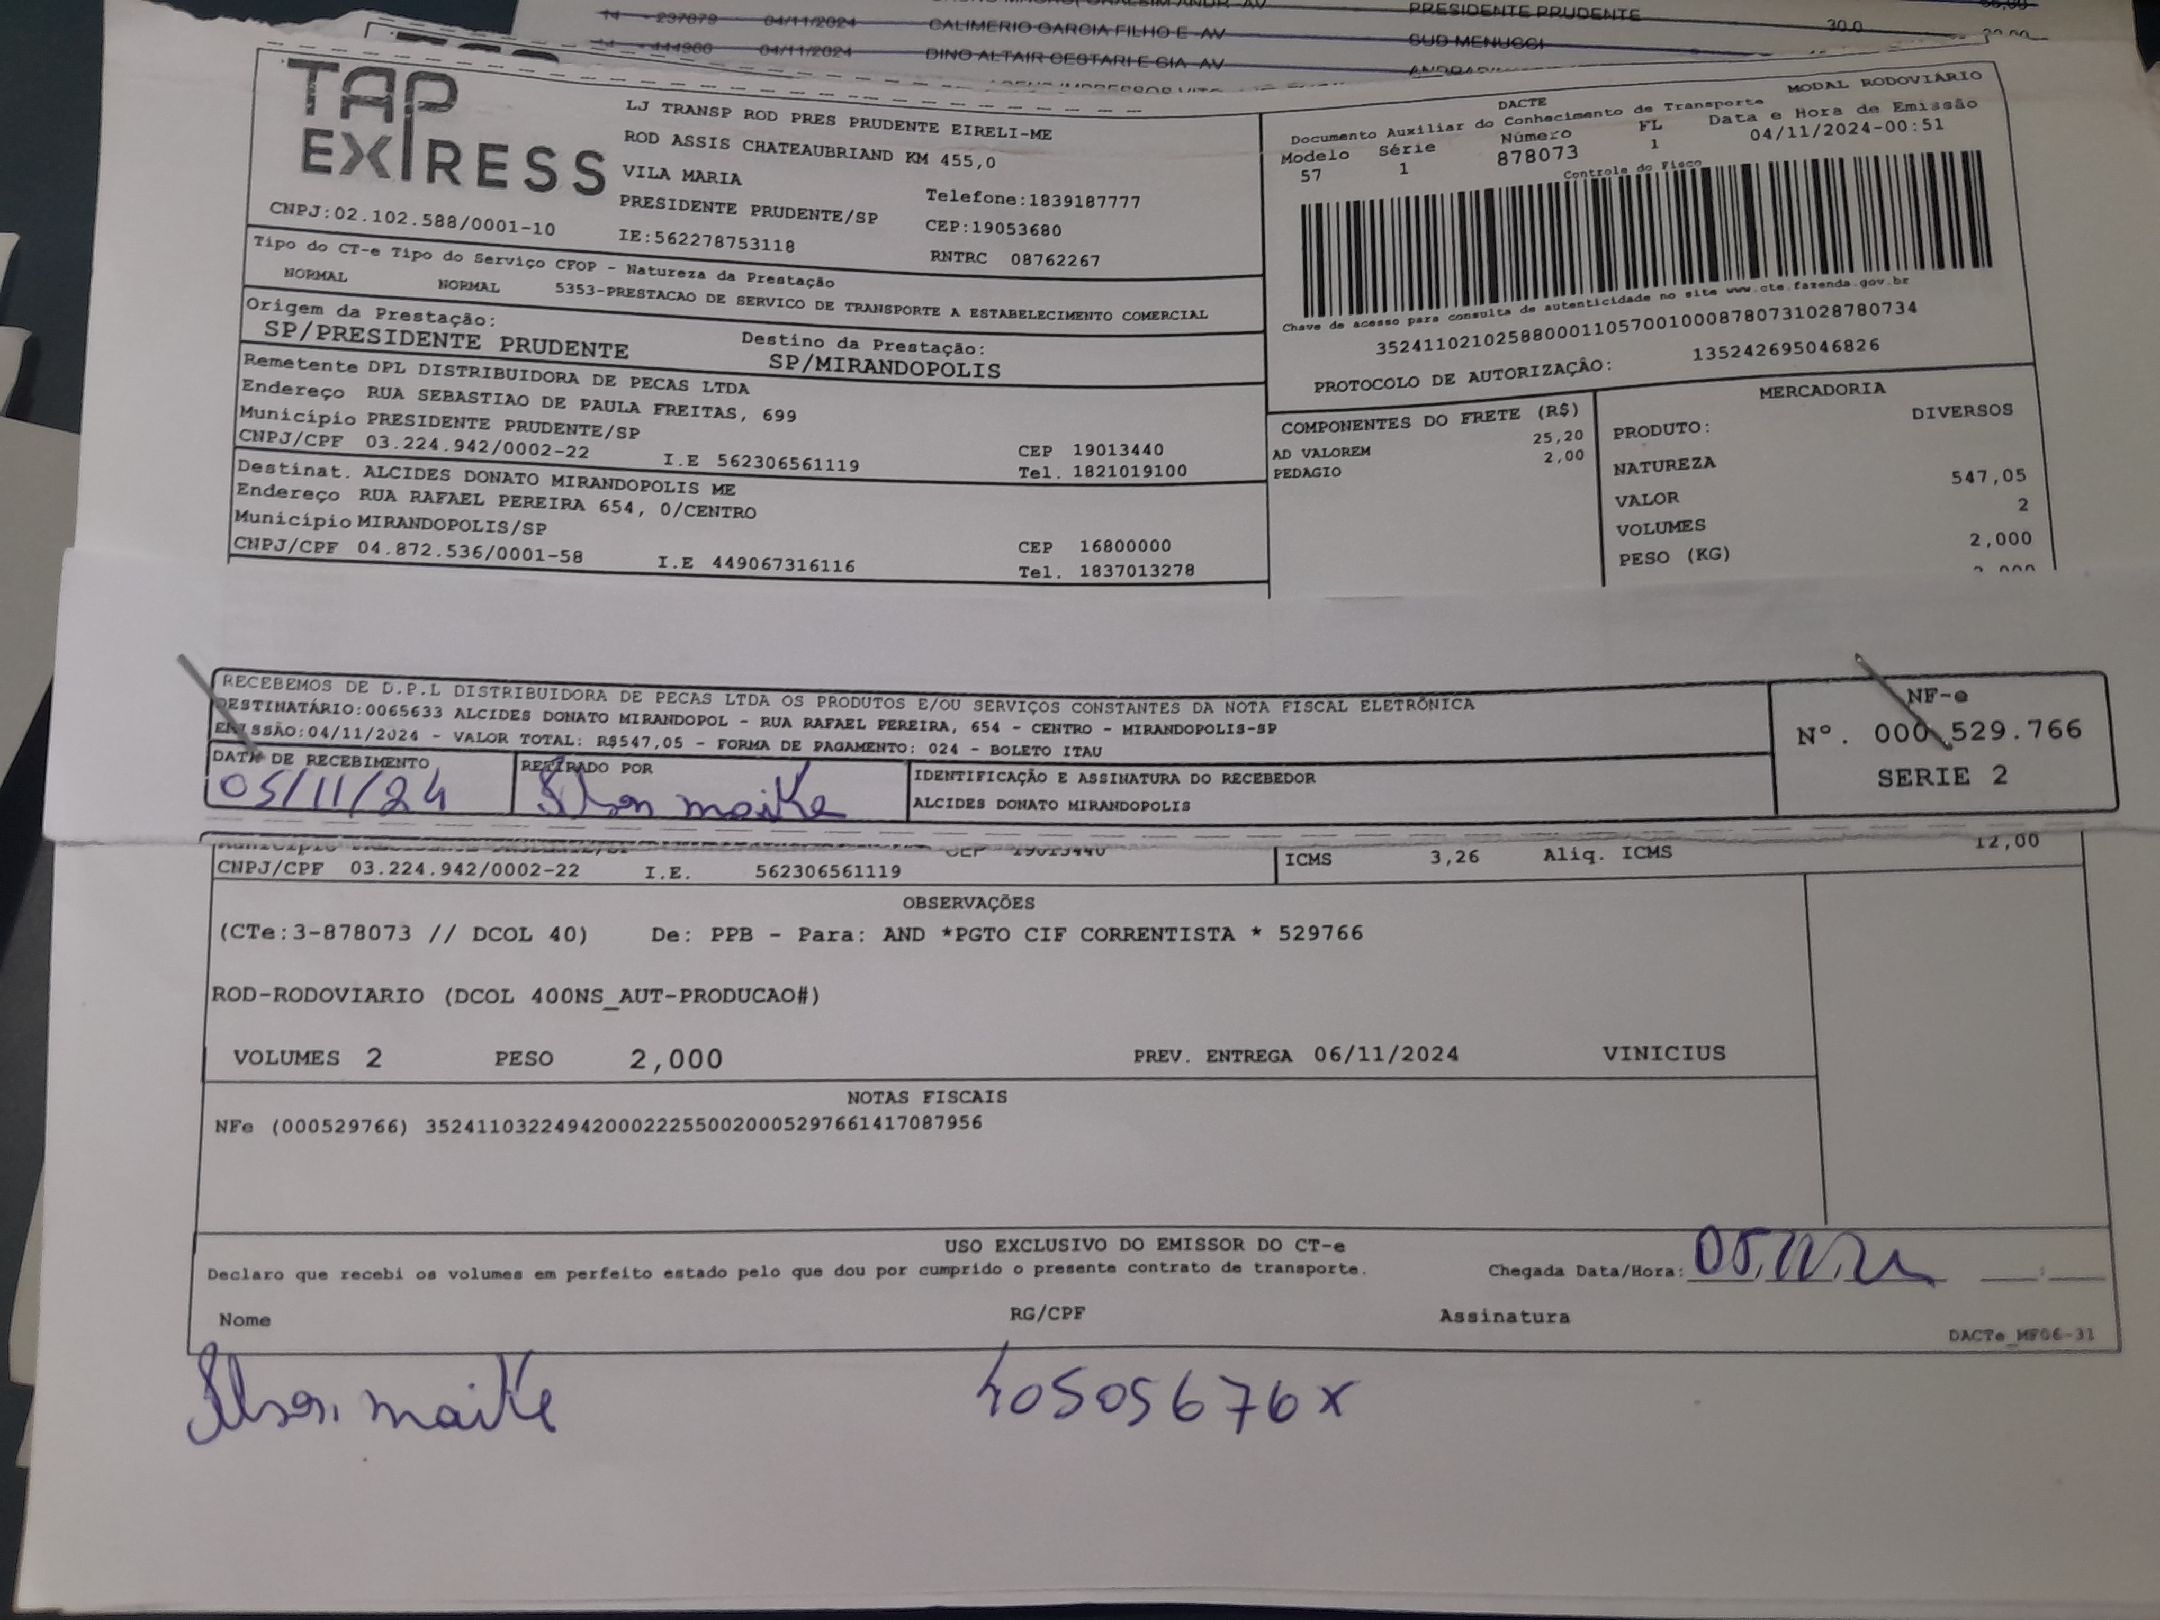 14 - 237079 04/11/2024 CALIMERIO GARCIA FILHO E -AV PRESIDENTE PRUDENTE 30.0
14 - 444960 04/11/2024 DINO ALTAIR CESTARI E CIA -AV SUD MENUCCI
TAP EXPRESS
CNPJ:02.102.588/0001-10
LJ TRANSP ROD PRES PRUDENTE EIRELI-ME
ROD ASSIS CHATEAUBRIAND KM 455,0
VILA MARIA
PRESIDENTE PRUDENTE/SP
IE:562278753118
Telefone:1839187777
CEP:19053680
RNTRC 08762267
DACTE MODAL RODOVIÁRIO
Documento Auxiliar do Conhecimento de Transporte
Modelo Série Número FL Data e Hora de Emissão
57 1 878073 1 04/11/2024-00:51
Controle do Fisco
Chave de acesso para consulta de autenticidade no site www.cte.fazenda.gov.br
35241102102588000110570010008780731028780734
PROTOCOLO DE AUTORIZAÇÃO: 135242695046826
Tipo do CT-e Tipo do Serviço CFOP - Natureza da Prestação
NORMAL NORMAL 5353-PRESTACAO DE SERVICO DE TRANSPORTE A ESTABELECIMENTO COMERCIAL
Origem da Prestação: Destino da Prestação:
SP/PRESIDENTE PRUDENTE SP/MIRANDOPOLIS
Remetente DPL DISTRIBUIDORA DE PECAS LTDA
Endereço RUA SEBASTIAO DE PAULA FREITAS, 699
Município PRESIDENTE PRUDENTE/SP CEP 19013440
CNPJ/CPF 03.224.942/0002-22 I.E 562306561119 Tel. 1821019100
Destinat. ALCIDES DONATO MIRANDOPOLIS ME
Endereço RUA RAFAEL PEREIRA 654, 0/CENTRO
Município MIRANDOPOLIS/SP CEP 16800000
CNPJ/CPF 04.872.536/0001-58 I.E 449067316116 Tel. 1837013278
COMPONENTES DO FRETE (R$)
AD VALOREM 25,20
PEDAGIO 2,00
MERCADORIA
PRODUTO: DIVERSOS
NATUREZA
VALOR 547,05
VOLUMES 2
PESO (KG) 2,000
RECEBEMOS DE D.P.L DISTRIBUIDORA DE PECAS LTDA OS PRODUTOS E/OU SERVIÇOS CONSTANTES DA NOTA FISCAL ELETRÔNICA
DESTINATÁRIO:0065633 ALCIDES DONATO MIRANDOPOL - RUA RAFAEL PEREIRA, 654 - CENTRO - MIRANDOPOLIS-SP
EMISSÃO:04/11/2024 - VALOR TOTAL: R$547,05 - FORMA DE PAGAMENTO: 024 - BOLETO ITAU
DATA DE RECEBIMENTO RETIRADO POR IDENTIFICAÇÃO E ASSINATURA DO RECEBEDOR
05/11/24 maike ALCIDES DONATO MIRANDOPOLIS
NF-e
Nº. 000.529.766
SERIE 2
CEP 19013440
CNPJ/CPF 03.224.942/0002-22 I.E. 562306561119
ICMS 3,26 Aliq. ICMS 12,00
OBSERVAÇÕES
(CTe:3-878073 // DCOL 40) De: PPB - Para: AND *PGTO CIF CORRENTISTA * 529766
ROD-RODOVIARIO (DCOL 400NS_AUT-PRODUCAO#)
VOLUMES 2 PESO 2,000 PREV. ENTREGA 06/11/2024 VINICIUS
NOTAS FISCAIS
NFe (000529766) 35241103224942000222550020005297661417087956
USO EXCLUSIVO DO EMISSOR DO CT-e
Declaro que recebi os volumes em perfeito estado pelo que dou por cumprido o presente contrato de transporte. Chegada Data/Hora: 05/11/24
Nome RG/CPF Assinatura
DACTe_MF06-31
maike 40505676x